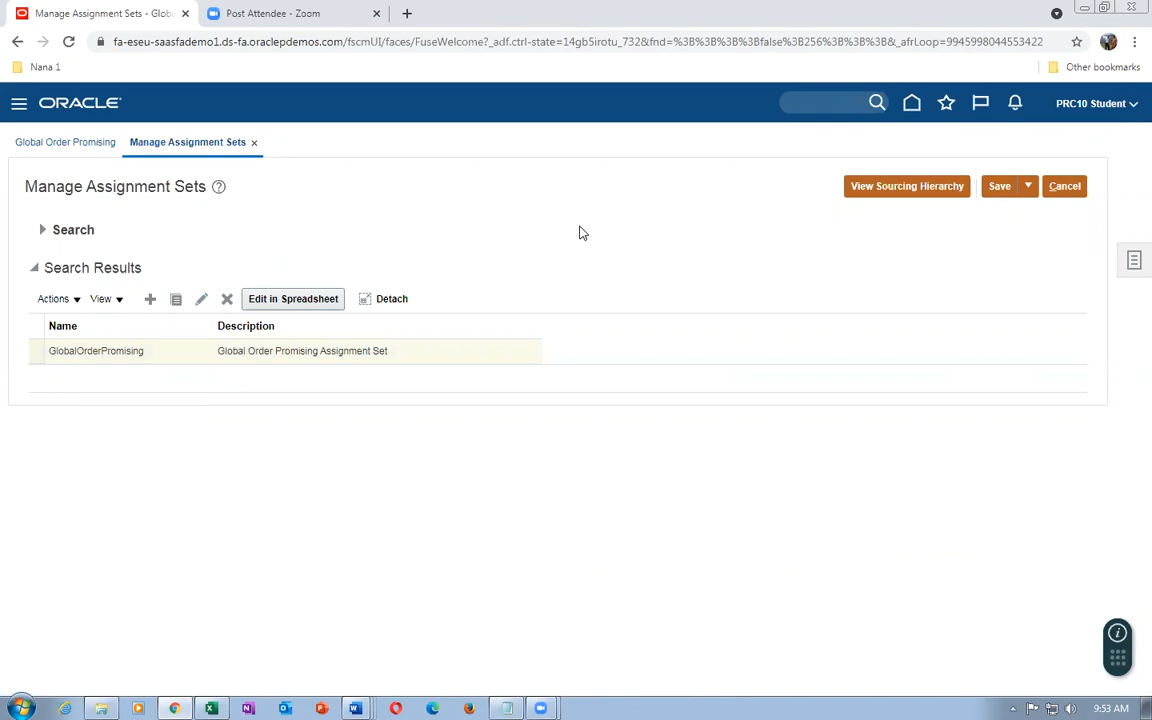 Manage Assignment Sets - Glob
Post Attendee - Zoom
fa-eseu-saasfademo1.ds-fa.oraclepdemos.com/fscmUI/faces/FuseWelcome?_adf.ctrl-state=14gb5irotu_732&fnd=%3B%3B%3B%3Bfalse%3B256%3B%3B%3B&_afrLoop=9945998044553422
Nana 1
Other bookmarks
ORACLE
PRC10 Student
Global Order Promising
Manage Assignment Sets
Manage Assignment Sets
View Sourcing Hierarchy
Save
Cancel
Search
Search Results
Actions
View
Edit in Spreadsheet
Detach
Name
Description
GlobalOrderPromising
Global Order Promising Assignment Set
9:53 AM